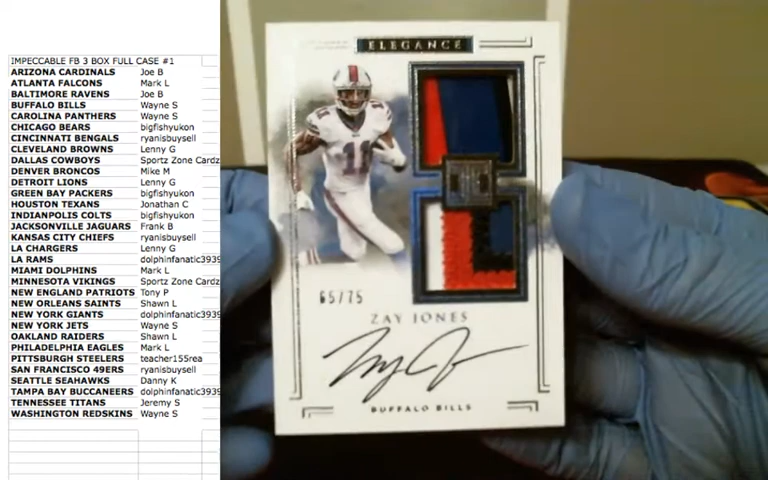 IMPECCABLE FB 3 BOX FULL CASE #1
ARIZONA CARDINALS Joe B
ATLANTA FALCONS Mark L
BALTIMORE RAVENS Joe B
BUFFALO BILLS Wayne S
CAROLINA PANTHERS Wayne S
CHICAGO BEARS bigfishyukon
CINCINNATI BENGALS ryanisbuysell
CLEVELAND BROWNS Lenny G
DALLAS COWBOYS Sportz Zone Cardz
DENVER BRONCOS Mike M
DETROIT LIONS Lenny G
GREEN BAY PACKERS bigfishyukon
HOUSTON TEXANS Jonathan C
INDIANPOLIS COLTS bigfishyukon
JACKSONVILLE JAGUARS Frank B
KANSAS CITY CHIEFS ryanisbuysell
LA CHARGERS Lenny G
LA RAMS dolphinfanatic3939
MIAMI DOLPHINS Mark L
MINNESOTA VIKINGS Sportz Zone Cardz
NEW ENGLAND PATRIOTS Tony P
NEW ORLEANS SAINTS Shawn L
NEW YORK GIANTS dolphinfanatic3939
NEW YORK JETS Wayne S
OAKLAND RAIDERS Shawn L
PHILADELPHIA EAGLES Mark L
PITTSBURGH STEELERS teacher155rea
SAN FRANCISCO 49ERS ryanisbuysell
SEATTLE SEAHAWKS Danny K
TAMPA BAY BUCCANEERS dolphinfanatic3939
TENNESSEE TITANS Jeremy S
WASHINGTON REDSKINS Wayne S
ELEGANCE
11
65/75
ZAY JONES
BUFFALO BILLS